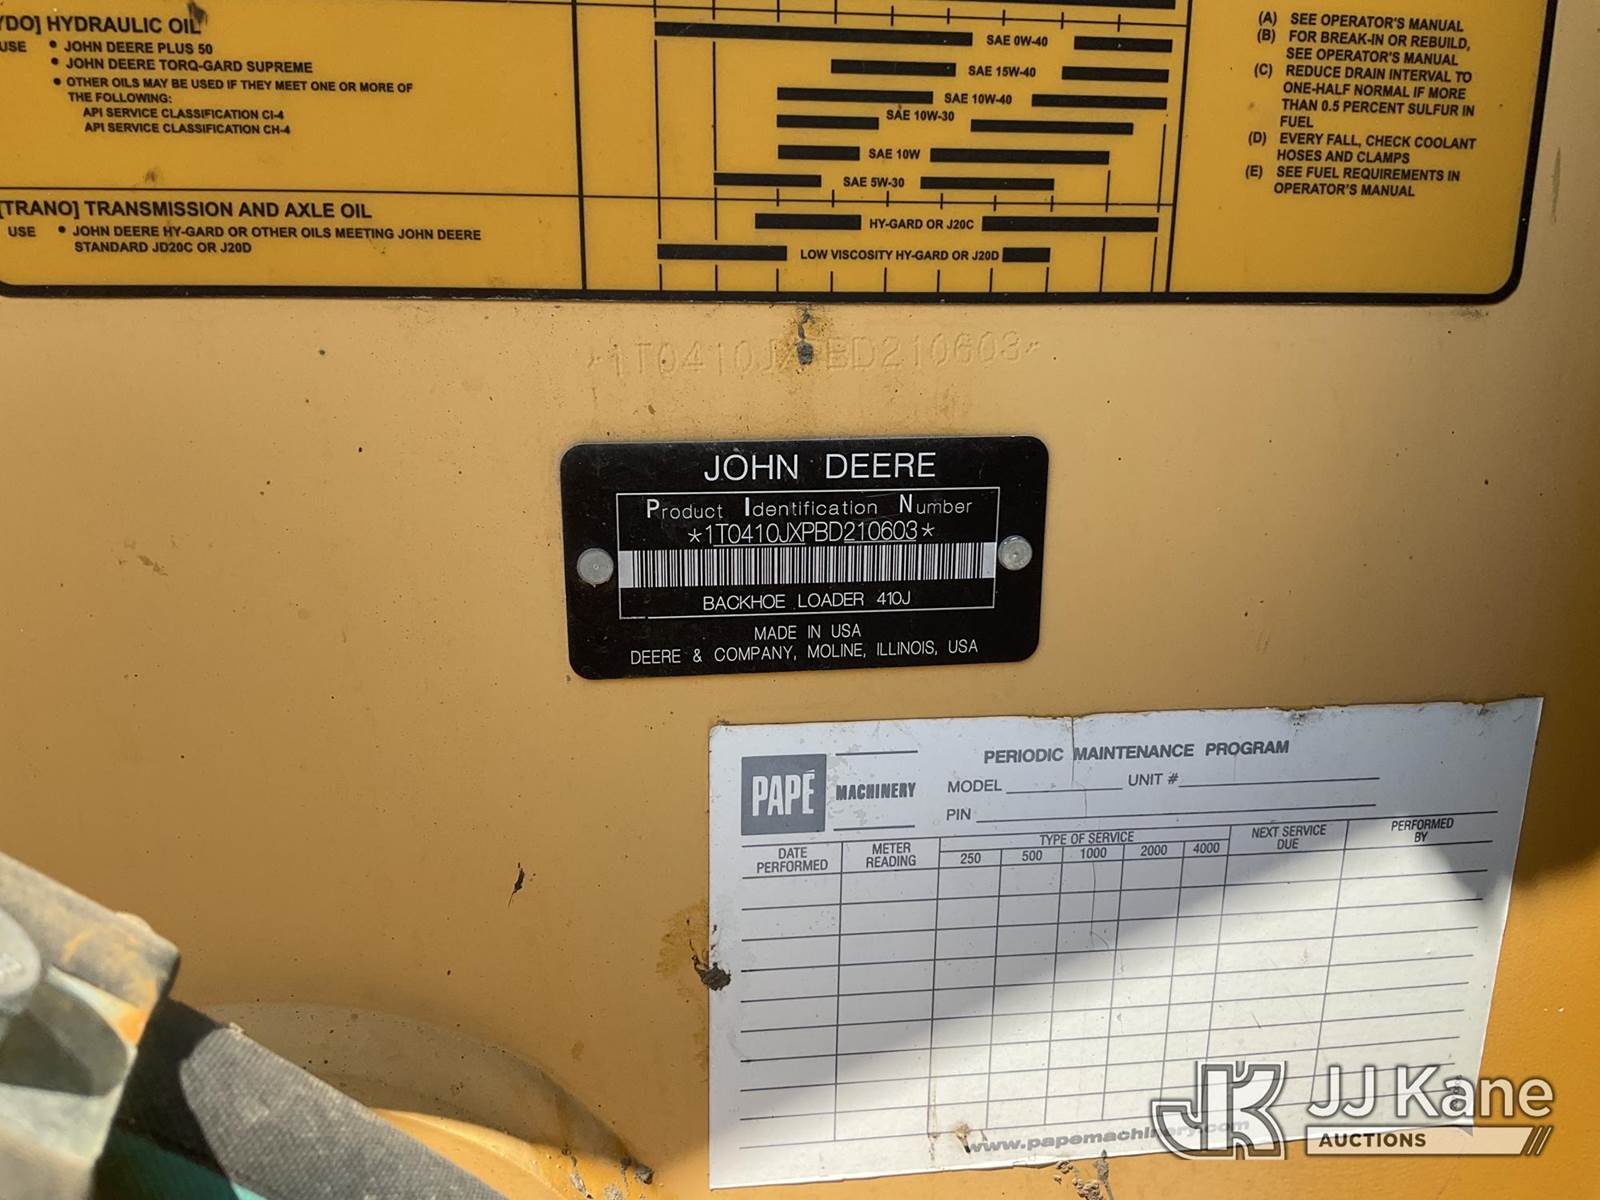 YDO] HYDRAULIC OIL
USE • JOHN DEERE PLUS 50
• JOHN DEERE TORQ-GARD SUPREME
• OTHER OILS MAY BE USED IF THEY MEET ONE OR MORE OF
THE FOLLOWING:
API SERVICE CLASSIFICATION CI-4
API SERVICE CLASSIFICATION CH-4
SAE 0W-40
SAE 15W-40
SAE 10W-40
SAE 10W-30
SAE 10W
SAE 5W-30
(A) SEE OPERATOR'S MANUAL
(B) FOR BREAK-IN OR REBUILD,
SEE OPERATOR'S MANUAL
(C) REDUCE DRAIN INTERVAL TO
ONE-HALF NORMAL IF MORE
THAN 0.5 PERCENT SULFUR IN
FUEL
(D) EVERY FALL, CHECK COOLANT
HOSES AND CLAMPS
(E) SEE FUEL REQUIREMENTS IN
OPERATOR'S MANUAL
[TRANO] TRANSMISSION AND AXLE OIL
USE • JOHN DEERE HY-GARD OR OTHER OILS MEETING JOHN DEERE
STANDARD JD20C OR J20D
HY-GARD OR J20C
LOW VISCOSITY HY-GARD OR J20D
*1T0410JXPBD210603*
JOHN DEERE
Product Identification Number
*1T0410JXPBD210603*
BACKHOE LOADER 410J
MADE IN USA
DEERE & COMPANY, MOLINE, ILLINOIS, USA
PAPÉ MACHINERY
PERIODIC MAINTENANCE PROGRAM
MODEL UNIT #
PIN
DATE PERFORMED
METER READING
TYPE OF SERVICE
250 500 1000 2000 4000
NEXT SERVICE DUE
PERFORMED BY
www.papemachinery.com
JK JJ Kane
AUCTIONS